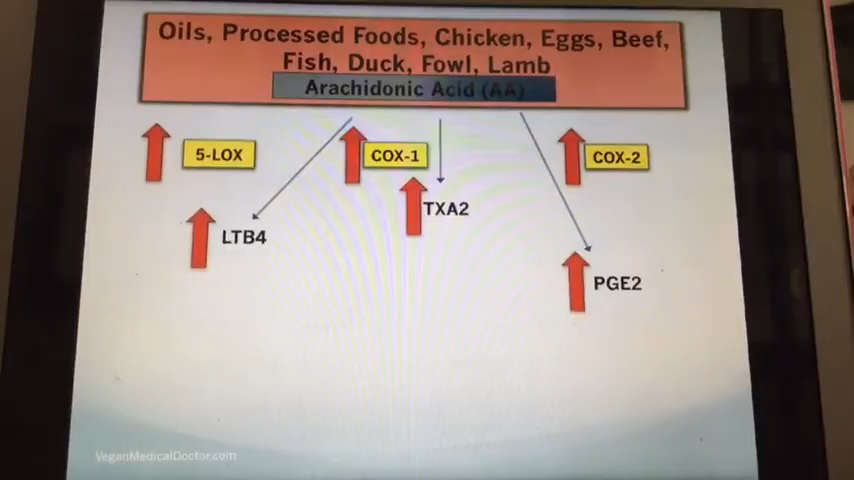 Oils, Processed Foods, Chicken, Eggs, Beef,
Fish, Duck, Fowl, Lamb
Arachidonic Acid (AA)
5-LOX
COX-1
COX-2
TXA2
LTB4
PGE2
VeganMedicalDoctor.com